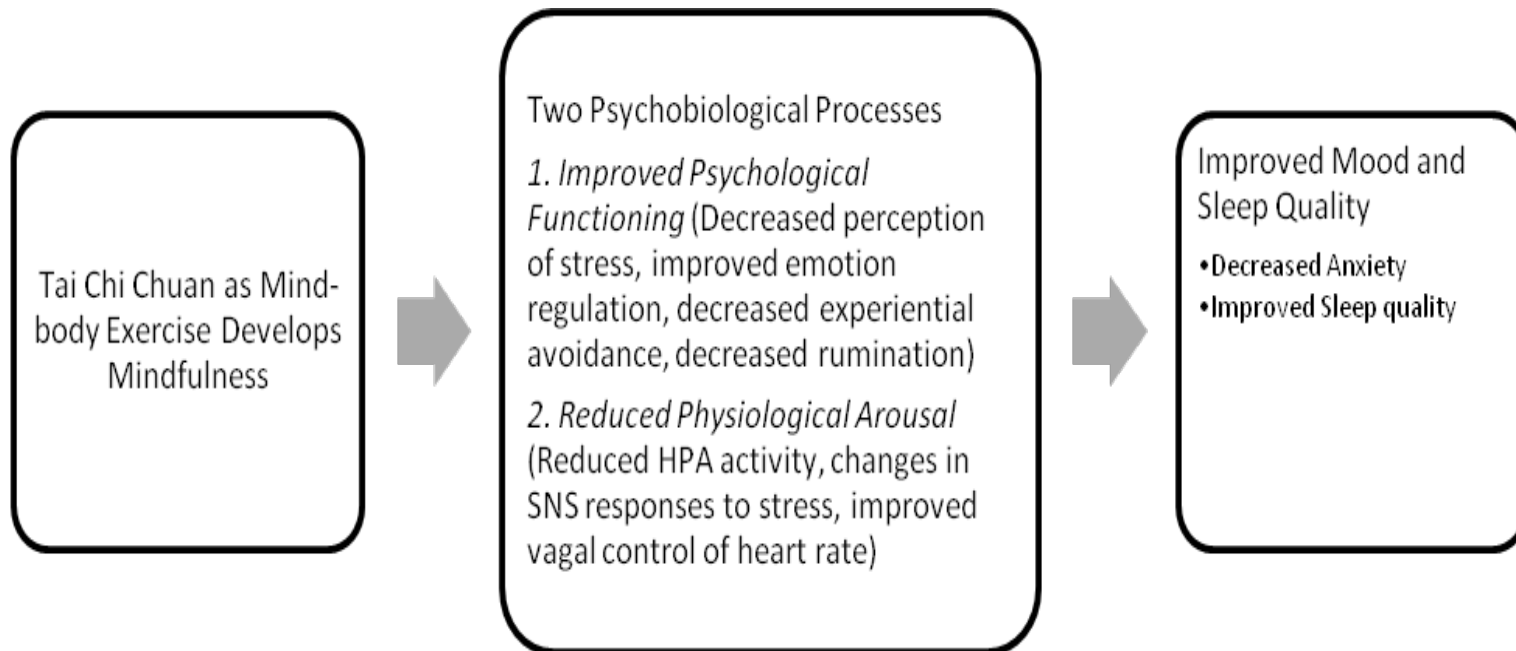 Tai Chi Chuan as Mind-
body Exercise Develops
Mindfulness
Two Psychobiological Processes
1. Improved Psychological
Functioning (Decreased perception
of stress, improved emotion
regulation, decreased experiential
avoidance, decreased rumination)
2. Reduced Physiological Arousal
(Reduced HPA activity, changes in
SNS responses to stress, improved
vagal control of heart rate)
Improved Mood and
Sleep Quality
•Decreased Anxiety
•Improved Sleep quality